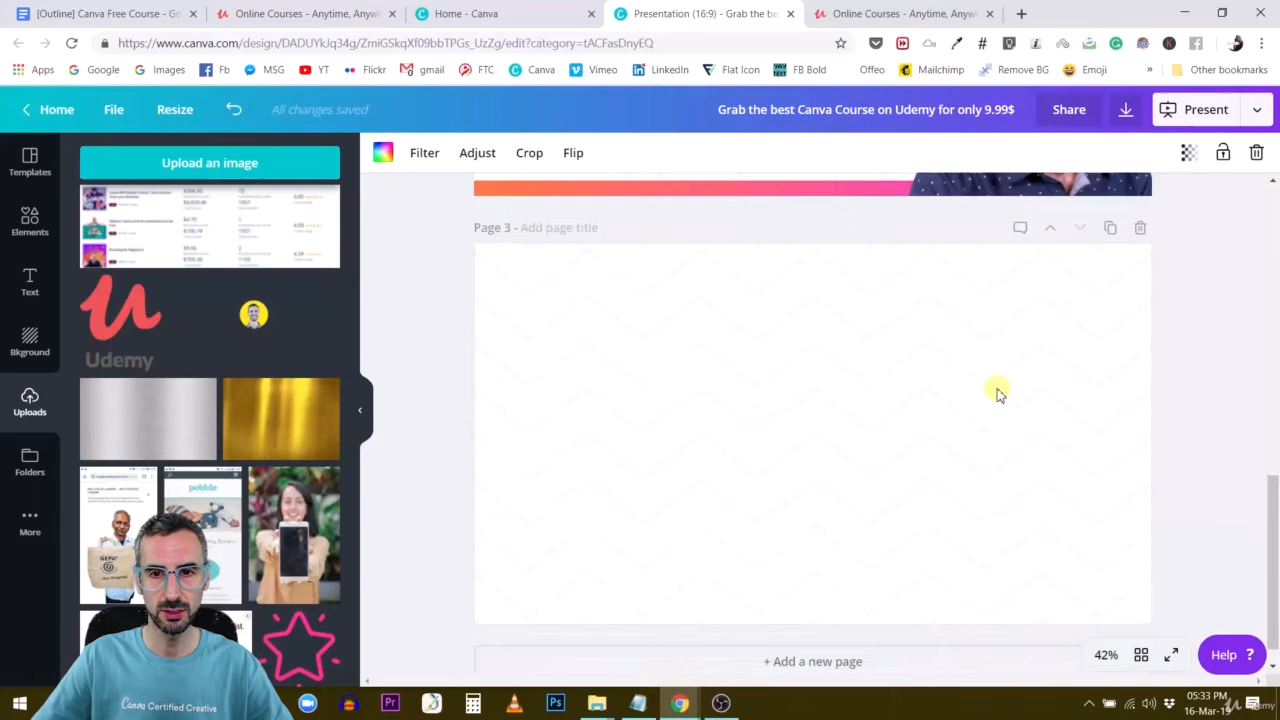 [Outline] Canva Free Course - Go
Online Courses - Anytime, Anyw
Home - Canva
Presentation (16:9) - Grab the be
Online Courses - Anytime, Anyw
https://www.canva.com/design/DADUYkJq34g/ZmiGSkqXf09bbTPGs_UzZg/edit?category=tACFasDnyEQ
Apps
Google
Images
Fb
MSG
YT
Flickr
gmail
FTC
Canva
Vimeo
LinkedIn
Flat Icon
FB Bold
Offeo
Mailchimp
Remove BG
Emoji
»
Other bookmarks
Home
File
Resize
All changes saved
Grab the best Canva Course on Udemy for only 9.99$
Share
Present
Templates
Elements
Text
Bkground
Uploads
Folders
More
Upload an image
Filter
Adjust
Crop
Flip
Add page title
Udemy
pebble
GEPA
+ Add a new page
42%
Help ?
Canva Certified Creative
05:33 PM
Udemy